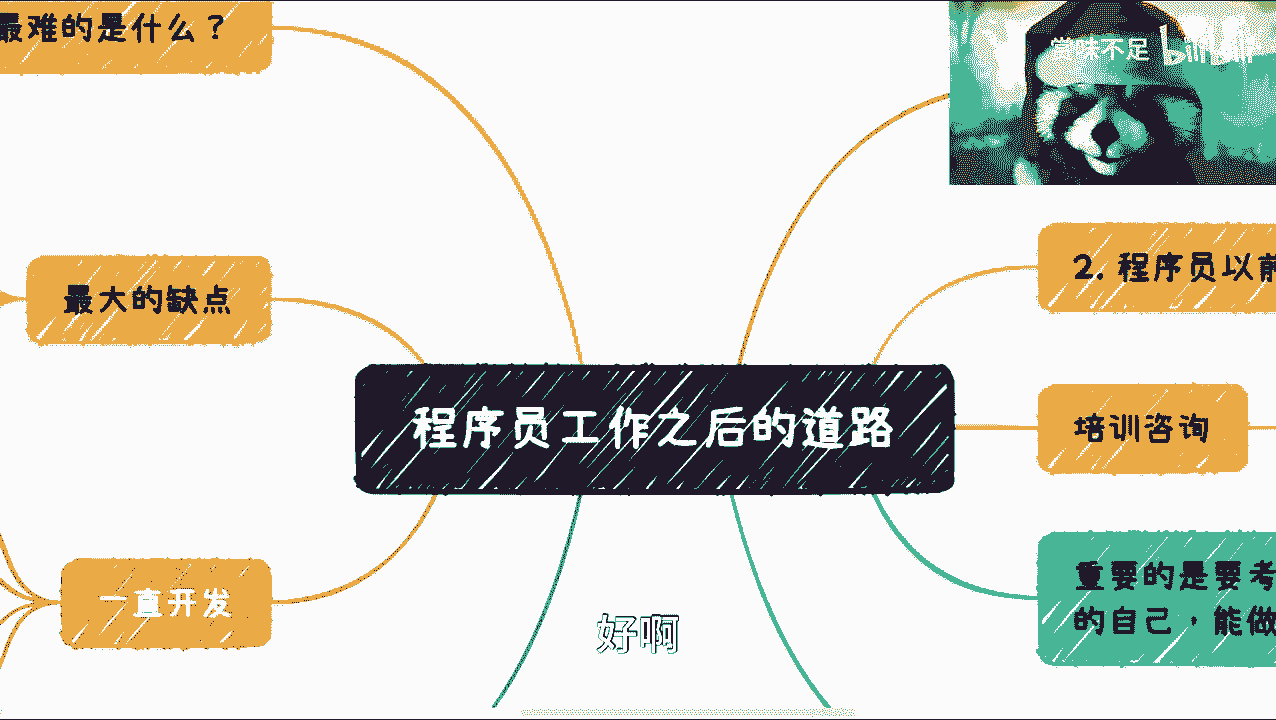 最难的是什么？
赏味不足 bilibili
2. 程序员以前
最大的缺点
程序员工作之后的道路
培训咨询
重要的是要考
的自己，能做
一直开发
好啊